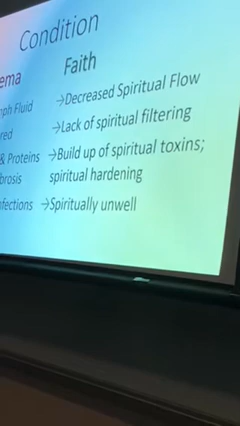 Condition
ema Faith
ph Fluid →Decreased Spiritual Flow
red →Lack of spiritual filtering
& Proteins →Build up of spiritual toxins;
brosis spiritual hardening
fections →Spiritually unwell